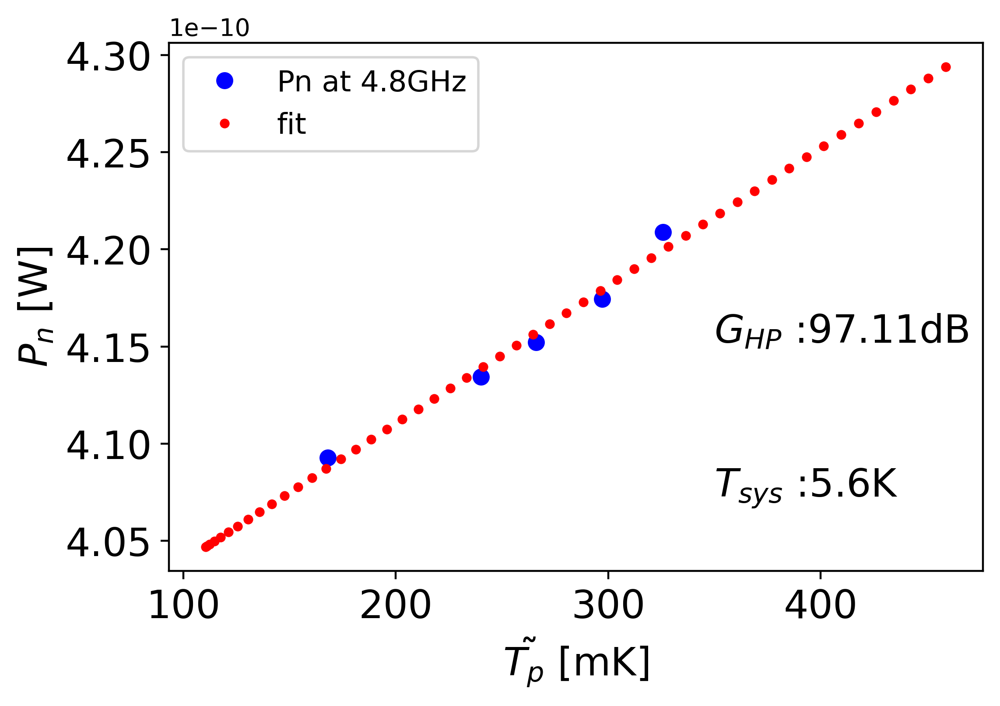 1e−10
4.30
4.25
4.20
4.15
4.10
4.05
P_n [W]
Pn at 4.8GHz
fit
G_HP :97.11dB
T_sys :5.6K
100 200 300 400
T̃_p [mK]